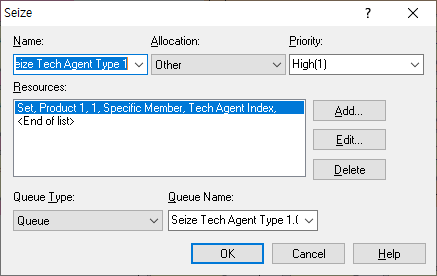 Seize
Name:
Allocation:
Priority:
eize Tech Agent Type 1
Other
High(1)
Resources:
Set, Product 1, 1, Specific Member, Tech Agent Index,
<End of list>
Add...
Edit...
Delete
Queue Type:
Queue Name:
Queue
Seize Tech Agent Type 1.(
OK
Cancel
Help